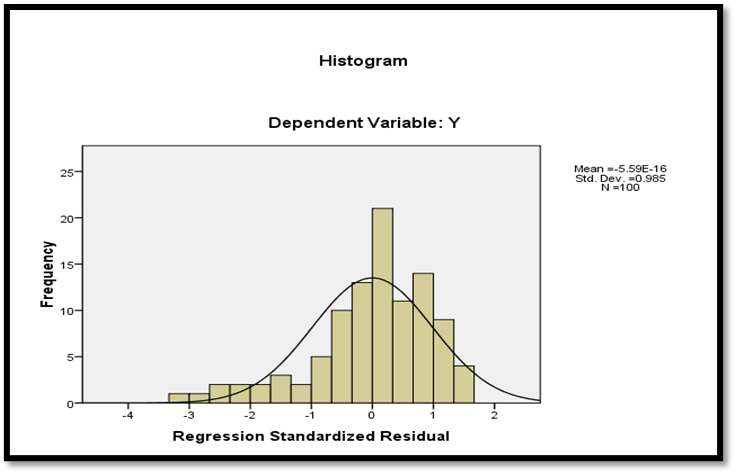 Histogram
Dependent Variable: Y
Mean =-5.59E-16
Std. Dev. =0.985
N =100
Frequency
25
20
15
10
5
0
-4 -3 -2 -1 0 1 2
Regression Standardized Residual